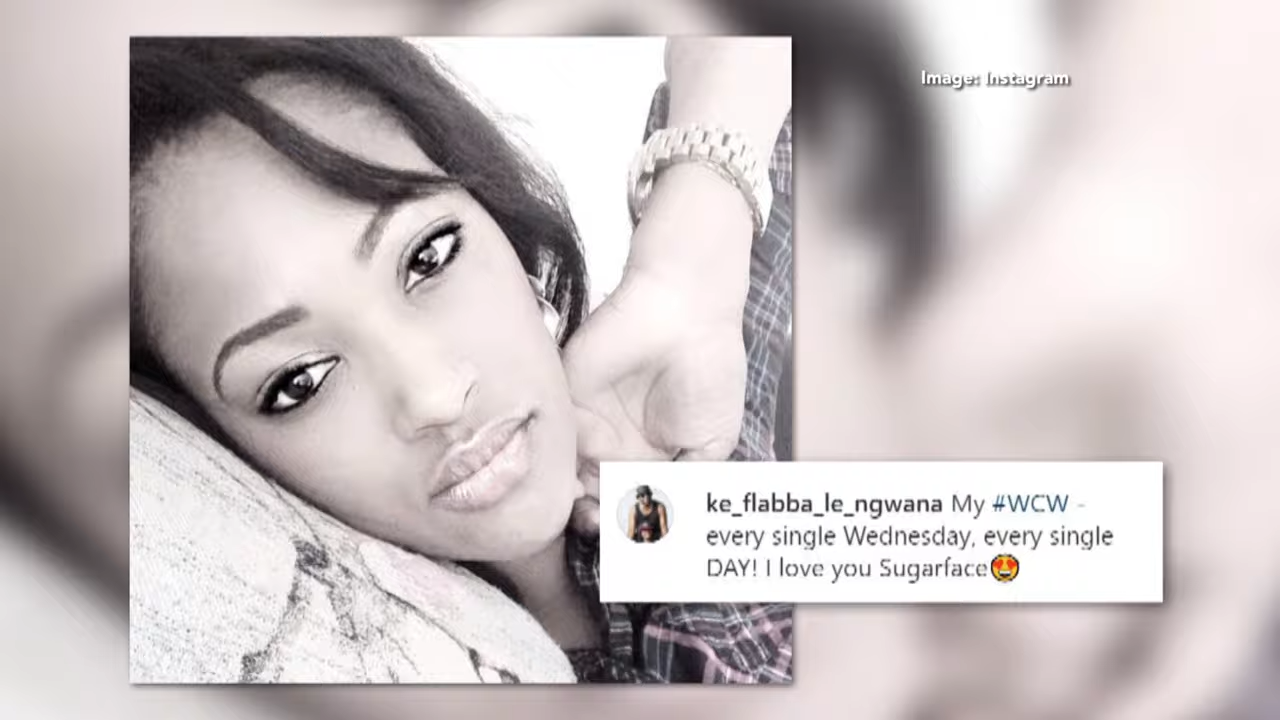 Image: Instagram
ke_flabba_le_ngwana My #WCW -
every single Wednesday, every single
DAY! I love you Sugarface😍